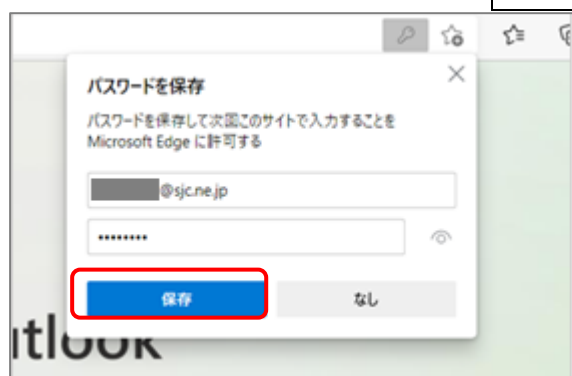 パスワードを保存
パスワードを保存して次回このサイトで入力することを
Microsoft Edge に許可する
@sjc.ne.jp
••••••••
保存
なし
utlook